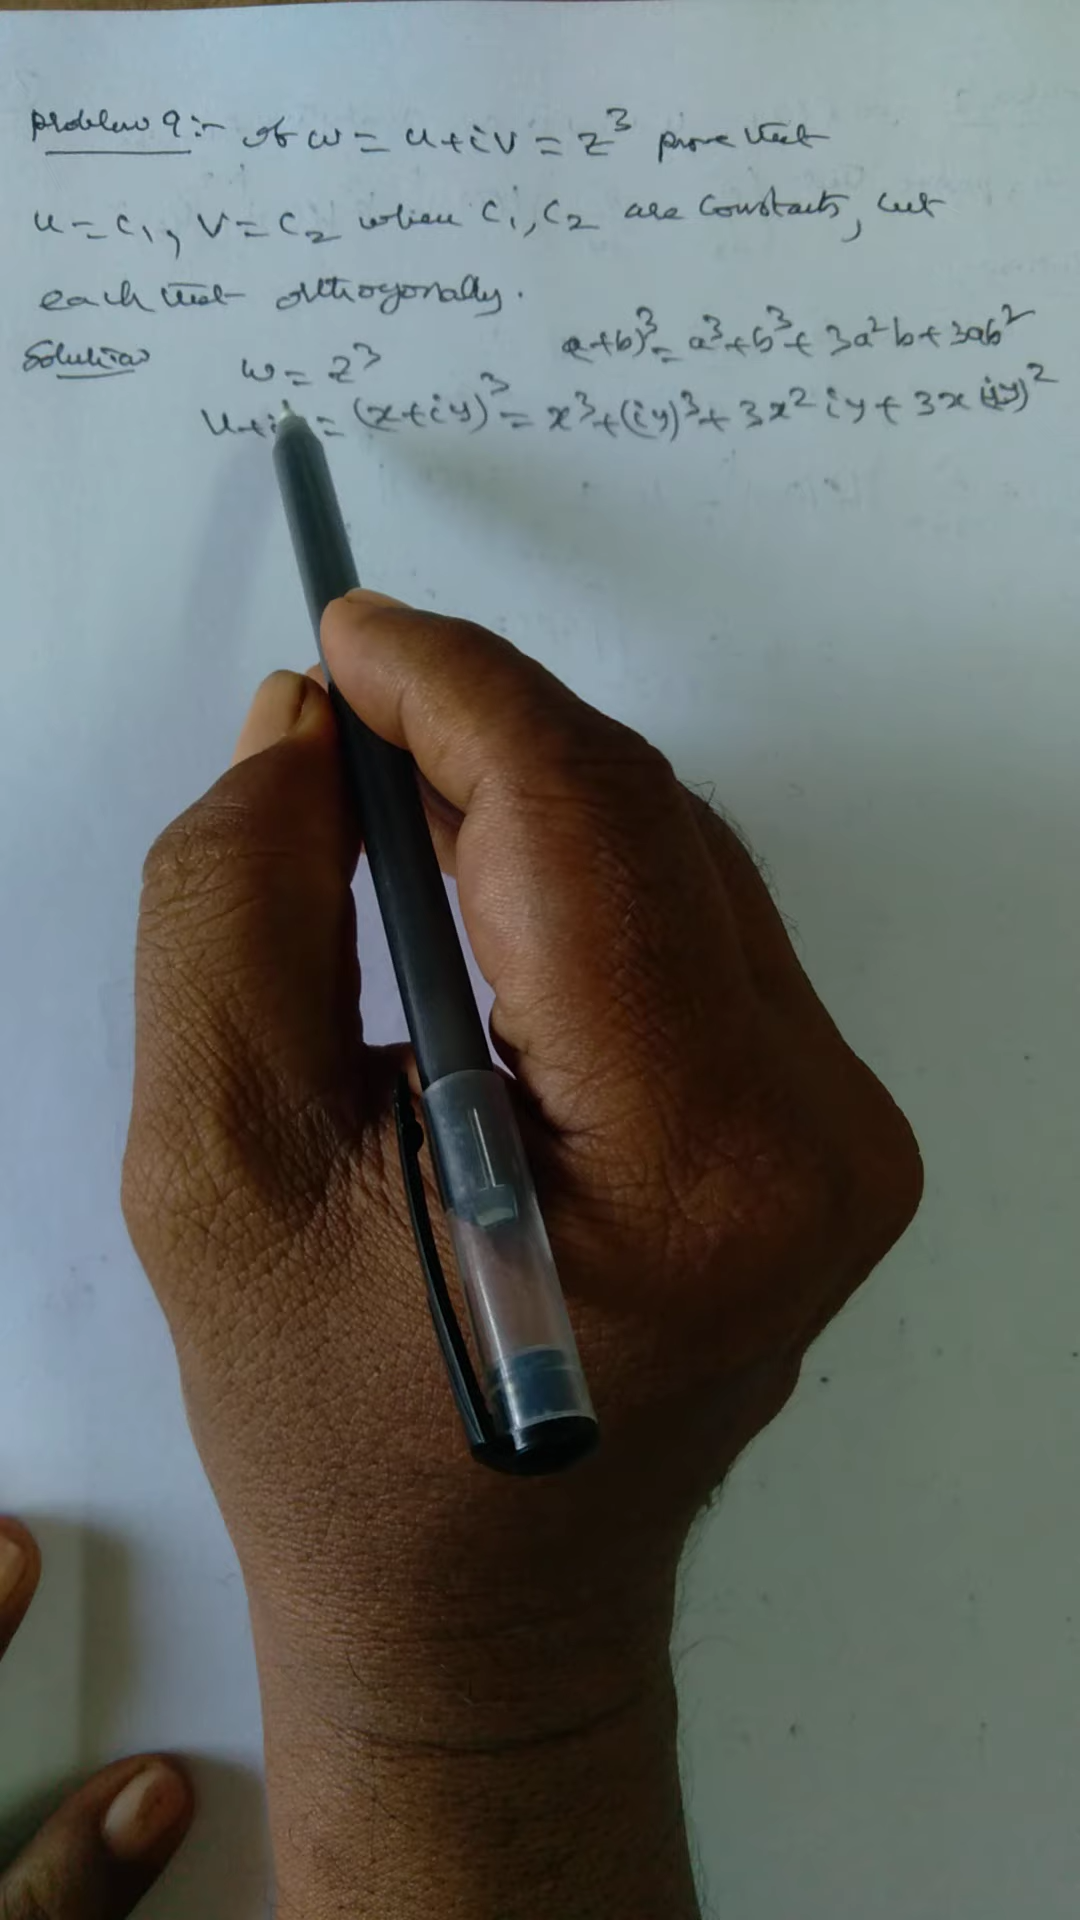 Problem 9:- If w = u+iv = z³ prove that
u = c₁, v = c₂ where c₁, c₂ are constants, cut
each other orthogonally.
Solution
(a+b)³ = a³+b³+3a²b+3ab²
w = z³
u+i = (x+iy)³ = x³+(iy)³+3x²iy+3x(iy)²